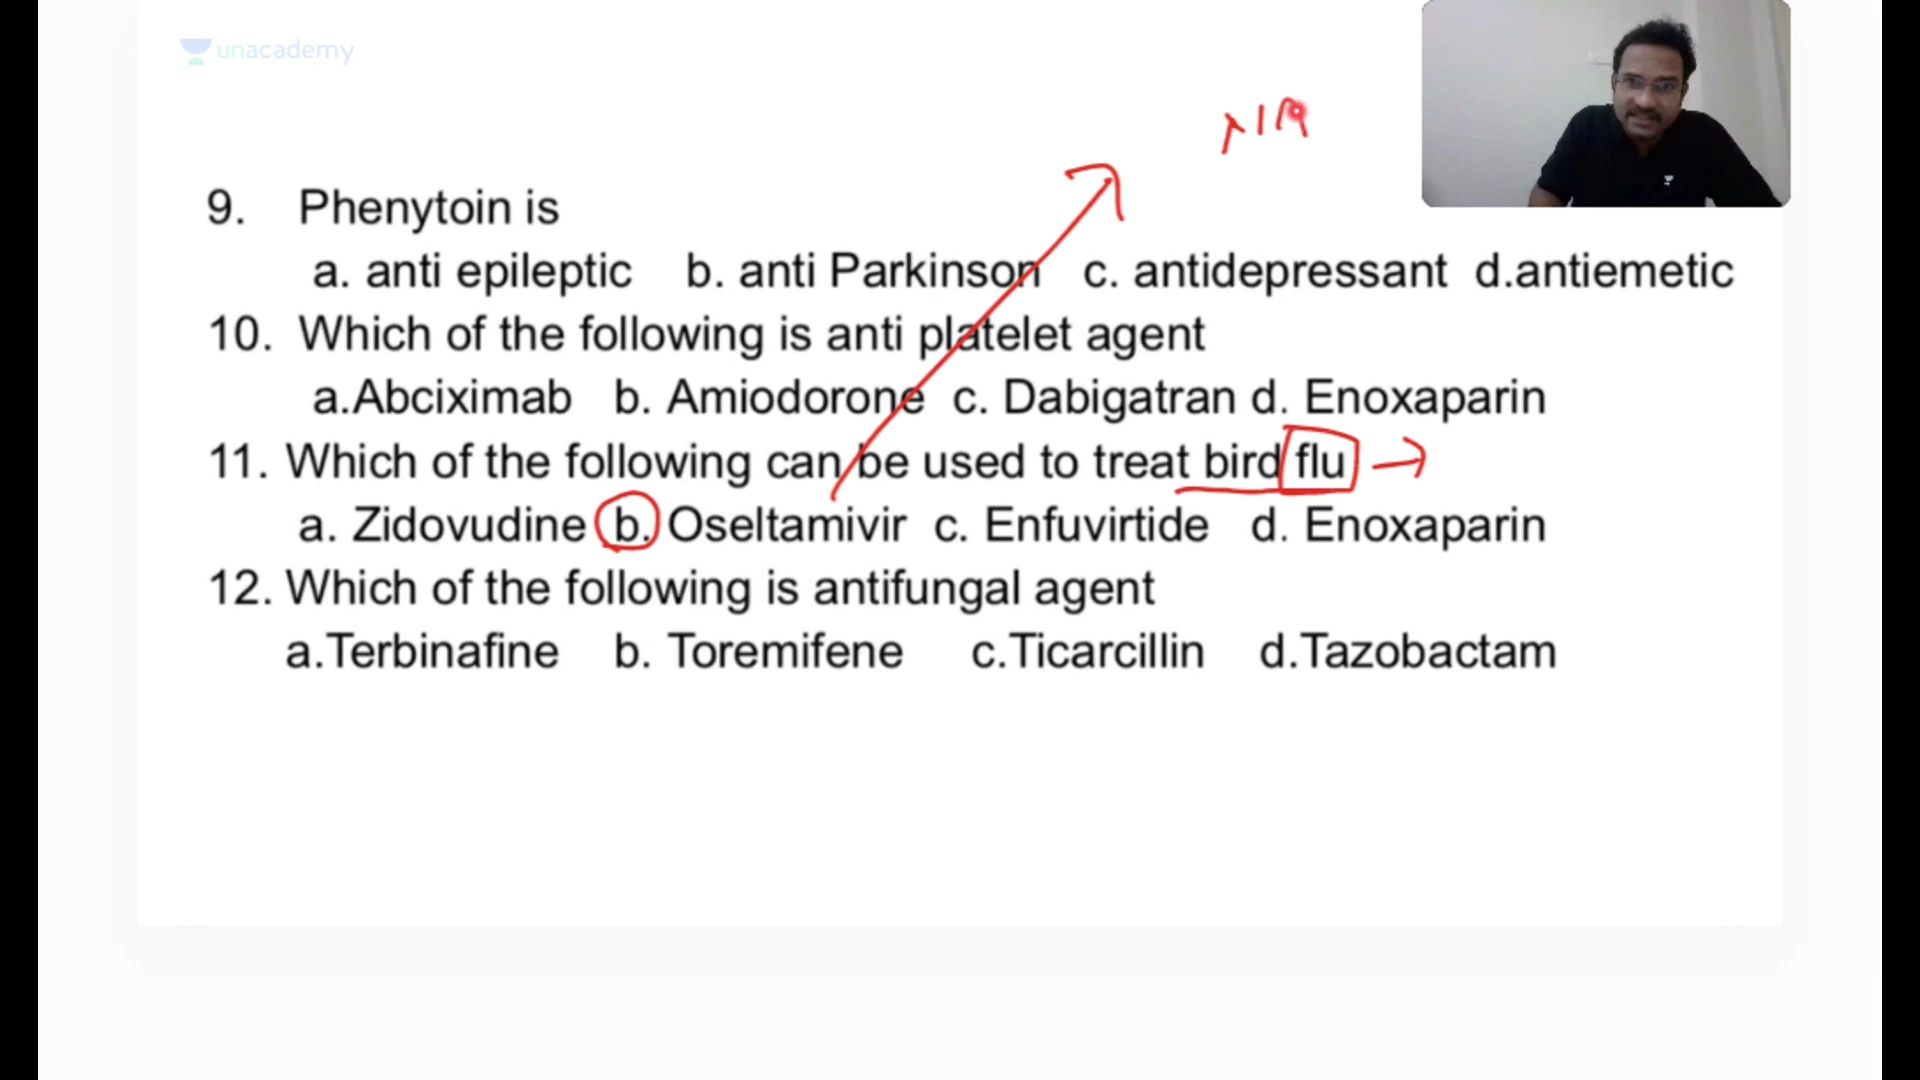 unacademy
9. Phenytoin is
a. anti epileptic b. anti Parkinson c. antidepressant d.antiemetic
10. Which of the following is anti platelet agent
a.Abciximab b. Amiodorone c. Dabigatran d. Enoxaparin
11. Which of the following can be used to treat bird flu
a. Zidovudine b. Oseltamivir c. Enfuvirtide d. Enoxaparin
12. Which of the following is antifungal agent
a.Terbinafine b. Toremifene c.Ticarcillin d.Tazobactam